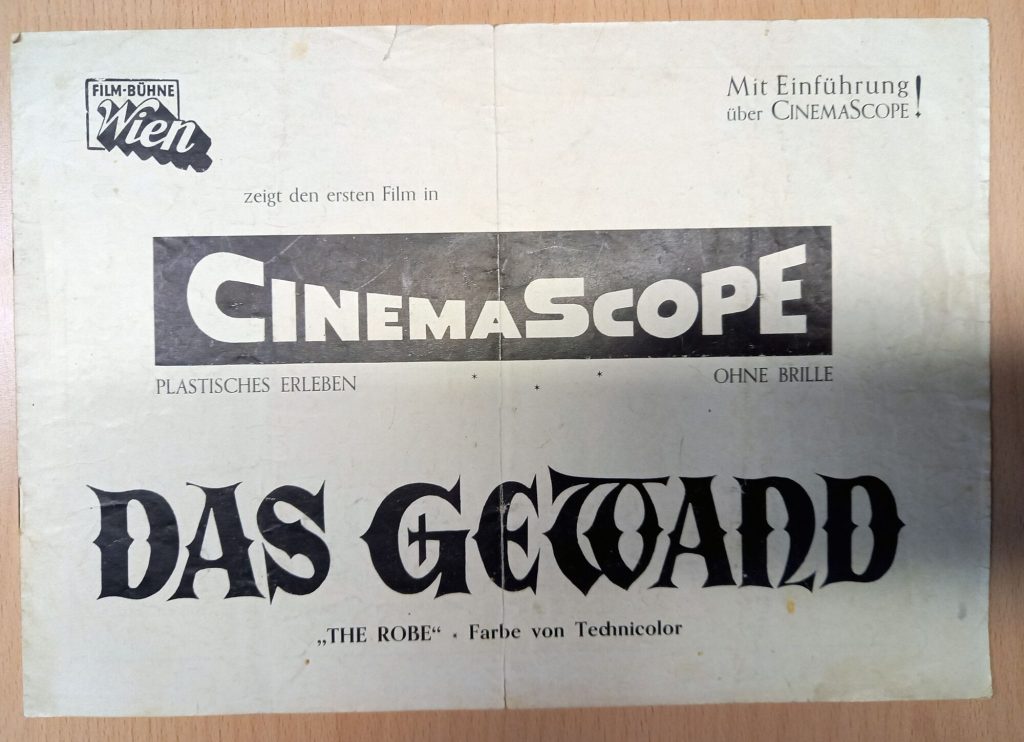 FILM-BÜHNE
Wien
Mit Einführung
über CINEMASCOPE!
zeigt den ersten Film in
CINEMASCOPE
PLASTISCHES ERLEBEN * * * OHNE BRILLE
DAS GEWAND
„THE ROBE“ . Farbe von Technicolor